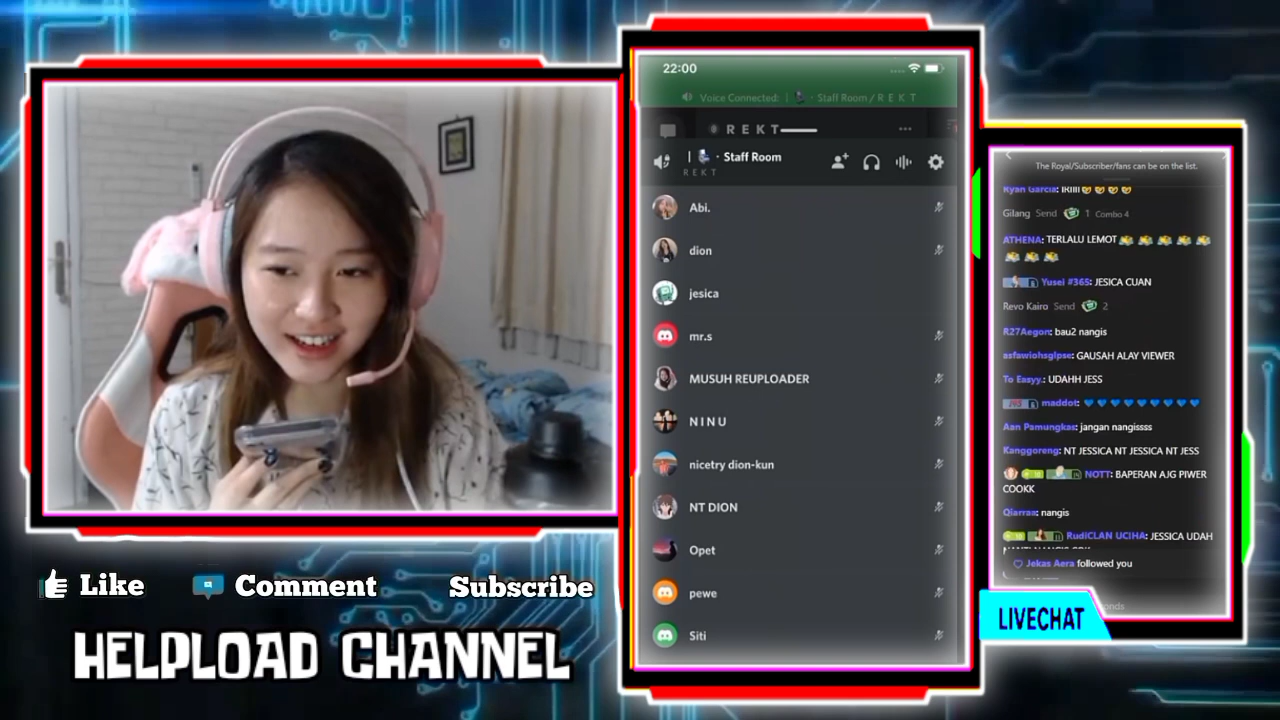 Like
Comment
Subscribe
HELPLOAD CHANNEL
22:00
Voice Connected: | · Staff Room / R E K T
R E K T
| · Staff Room
R E K T
Abi.
dion
jesica
mr.s
MUSUH REUPLOADER
N I N U
nicetry dion-kun
NT DION
Opet
pewe
Siti
The Royal/Subscriber/fans can be on the list.
Ryan Garcia: IRIIII
Gilang Send 1 Combo 4
ATHENA: TERLALU LEMOT
Yusei #365: JESICA CUAN
Revo Kairo Send 2
R27Aegon: bau2 nangis
asfawiohsglpse: GAUSAH ALAY VIEWER
To Easyy.: UDAHH JESS
maddot: 💙💙💙💙💙💙💙💙💙
Aan Pamungkas: jangan nangissss
Kanggoreng: NT JESSICA NT JESSICA NT JESS
NOTT: BAPERAN AJG PIWER
COOKK
Qiarraa: nangis
RudiCLAN UCIHA: JESSICA UDAH
Jekas Aera followed you
LIVECHAT